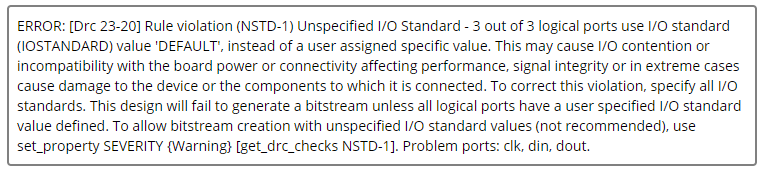 ERROR: [Drc 23-20] Rule violation (NSTD-1) Unspecified I/O Standard - 3 out of 3 logical ports use I/O standard
(IOSTANDARD) value 'DEFAULT', instead of a user assigned specific value. This may cause I/O contention or
incompatibility with the board power or connectivity affecting performance, signal integrity or in extreme cases
cause damage to the device or the components to which it is connected. To correct this violation, specify all I/O
standards. This design will fail to generate a bitstream unless all logical ports have a user specified I/O standard
value defined. To allow bitstream creation with unspecified I/O standard values (not recommended), use
set_property SEVERITY {Warning} [get_drc_checks NSTD-1]. Problem ports: clk, din, dout.